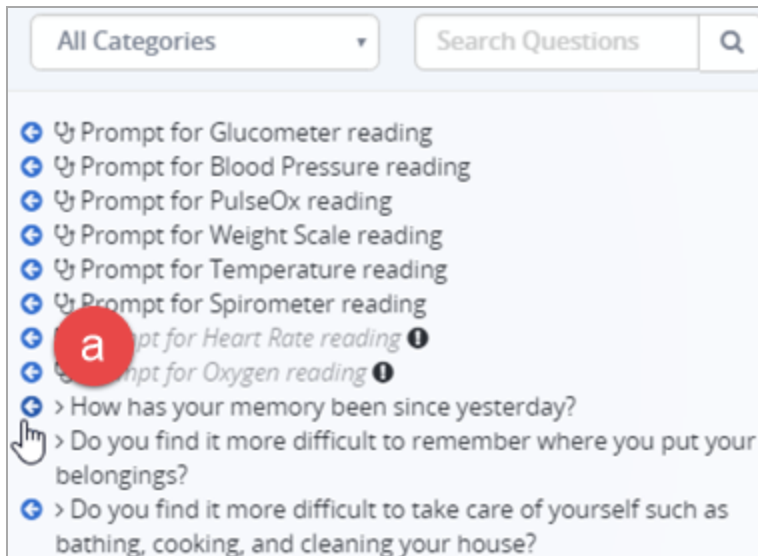 All Categories
Search Questions
Prompt for Glucometer reading
Prompt for Blood Pressure reading
Prompt for PulseOx reading
Prompt for Weight Scale reading
Prompt for Temperature reading
Prompt for Spirometer reading
a
for Heart Rate reading
for Oxygen reading
> How has your memory been since yesterday?
> Do you find it more difficult to remember where you put your
belongings?
> Do you find it more difficult to take care of yourself such as
bathing, cooking, and cleaning your house?